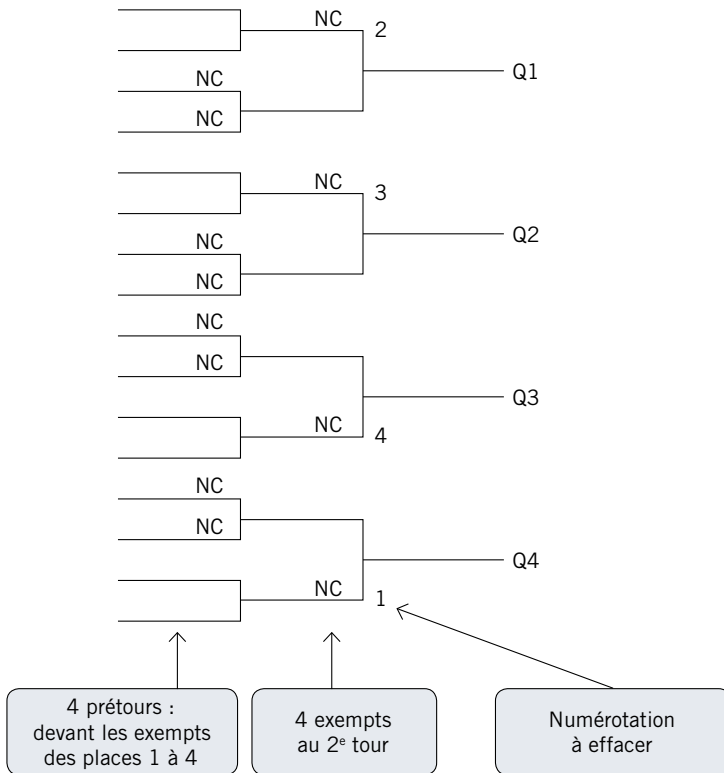 NC 2
Q1
NC
NC
NC 3
Q2
NC
NC
NC
NC
Q3
NC 4
NC
NC
Q4
NC 1
4 prétours :
devant les exempts
des places 1 à 4
4 exempts
au 2e tour
Numérotation
à effacer